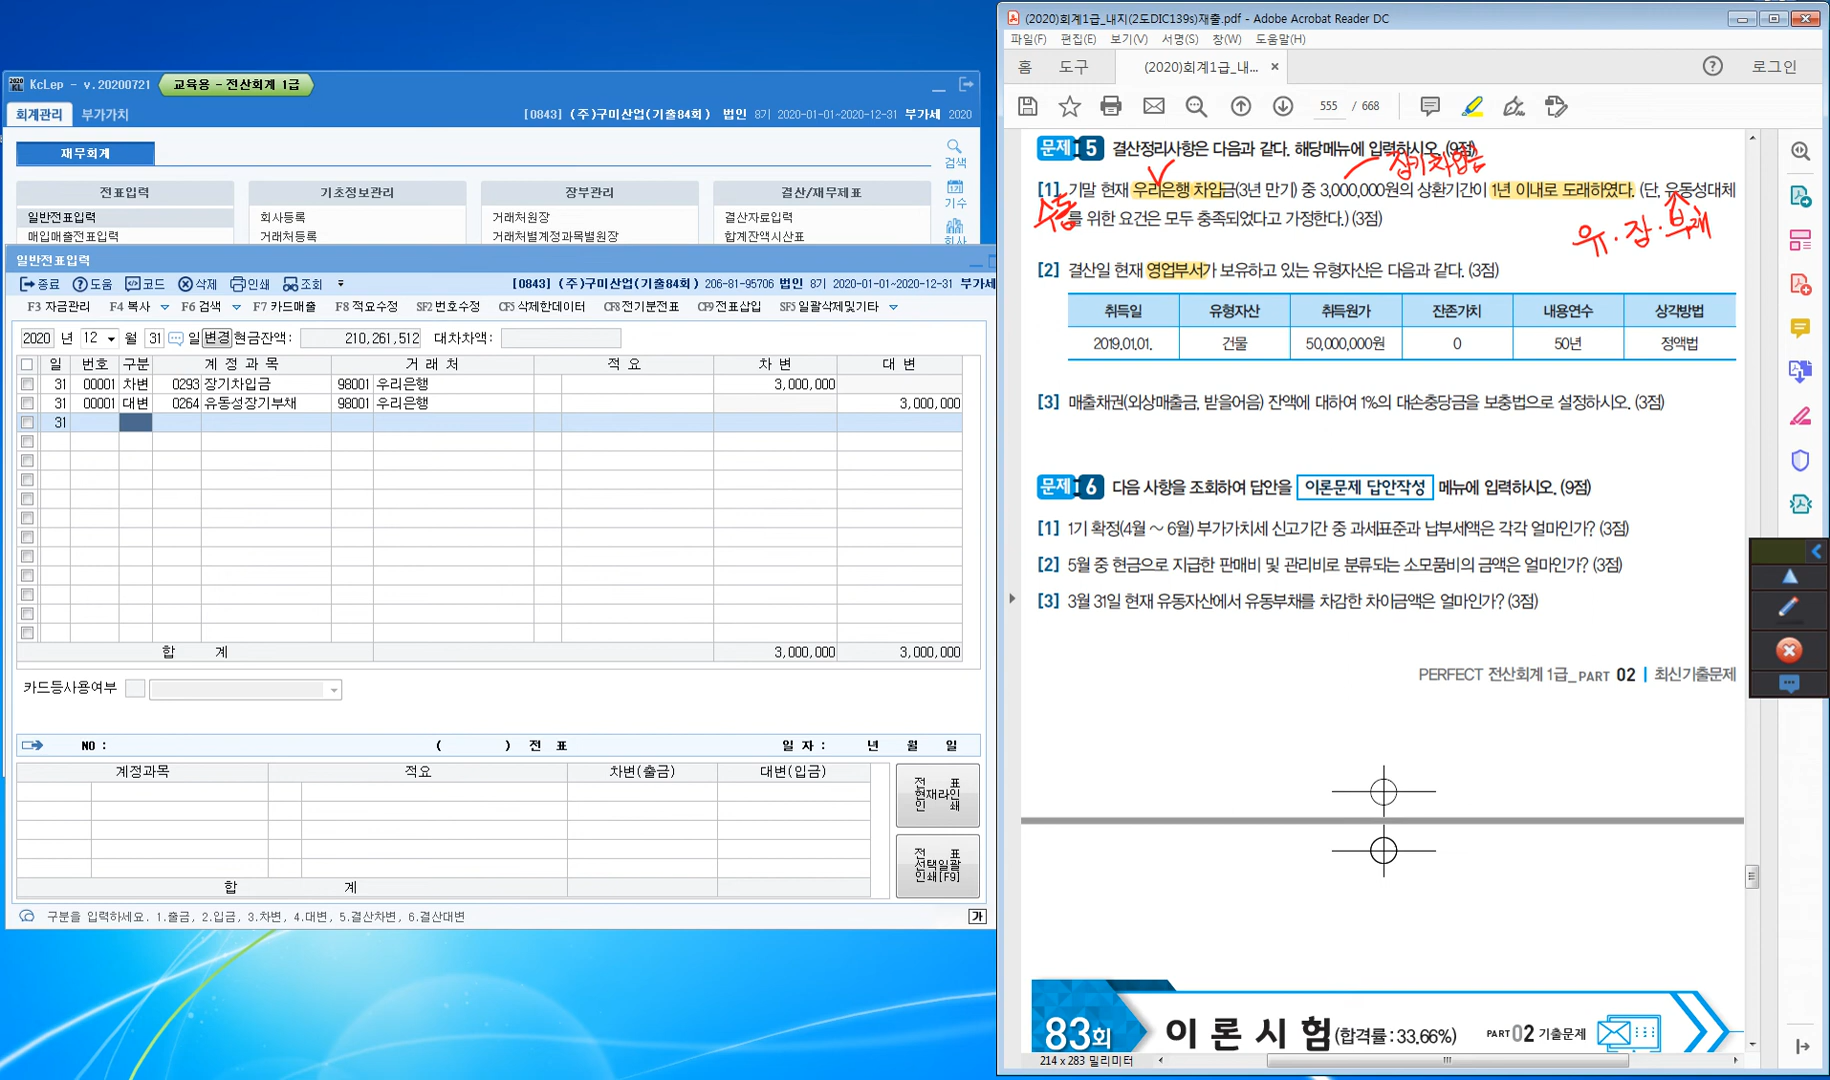 KcLep - v.20200721 교육용 - 전산회계 1급
회계관리 부가가치 [0843] (주)구미산업(기출84회) 법인 8기 2020-01-01~2020-12-31 부가세 2020
재무회계
검색
기수
회사
전표입력 기초정보관리 장부관리 결산/재무제표
일반전표입력 회사등록 거래처원장 결산자료입력
매입매출전표입력 거래처등록 거래처별계정과목별원장 합계잔액시산표
일반전표입력
종료 도움 코드 삭제 인쇄 조회 [0843] (주)구미산업(기출84회) 206-81-95706 법인 8기 2020-01-01~2020-12-31 부가세
F3 자금관리 F4 복사 F6 검색 F7 카드매출 F8 적요수정 SF2 번호수정 CF5 삭제한데이터 CF8 전기분전표 CF9 전표삽입 SF5 일괄삭제및기타
2020 년 12 월 31 일 변경 현금잔액: 210,261,512 대차차액:
일 번호 구분 계 정 과 목 거 래 처 적 요 차 변 대 변
31 00001 차변 0293 장기차입금 98001 우리은행 3,000,000
31 00001 대변 0264 유동성장기부채 98001 우리은행 3,000,000
31
합 계 3,000,000 3,000,000
카드등사용여부
NO : ( ) 전 표 일 자 : 년 월 일
계정과목 적요 차변(출금) 대변(입금)
전 표
현재라인
인 쇄
전 표
선택일괄
인쇄[F9]
합 계
구분을 입력하세요. 1.출금, 2.입금, 3.차변, 4.대변, 5.결산차변, 6.결산대변
가
(2020)회계1급_내지(2도DIC139s)재출.pdf - Adobe Acrobat Reader DC
파일(F) 편집(E) 보기(V) 서명(S) 창(W) 도움말(H)
홈 도구 (2020)회계1급_내... × 로그인
555 / 668
문제 5 결산정리사항은 다음과 같다. 해당메뉴에 입력하시오. (9점)
장기차입금
[1] 기말 현재 우리은행 차입금(3년 만기) 중 3,000,000원의 상환기간이 1년 이내로 도래하였다. (단, 유동성대체
를 위한 요건은 모두 충족되었다고 가정한다.) (3점)
수동
유·장·부채
[2] 결산일 현재 영업부서가 보유하고 있는 유형자산은 다음과 같다. (3점)
취득일 유형자산 취득원가 잔존가치 내용연수 상각방법
2019.01.01. 건물 50,000,000원 0 50년 정액법
[3] 매출채권(외상매출금, 받을어음) 잔액에 대하여 1%의 대손충당금을 보충법으로 설정하시오. (3점)
문제 6 다음 사항을 조회하여 답안을 이론문제 답안작성 메뉴에 입력하시오. (9점)
[1] 1기 확정(4월 ~ 6월) 부가가치세 신고기간 중 과세표준과 납부세액은 각각 얼마인가? (3점)
[2] 5월 중 현금으로 지급한 판매비 및 관리비로 분류되는 소모품비의 금액은 얼마인가? (3점)
[3] 3월 31일 현재 유동자산에서 유동부채를 차감한 차이금액은 얼마인가? (3점)
PERFECT 전산회계 1급_PART 02 | 최신기출문제
83회 이 론 시 험 (합격률 : 33.66%) PART 02 기출문제
214 x 283 밀리미터